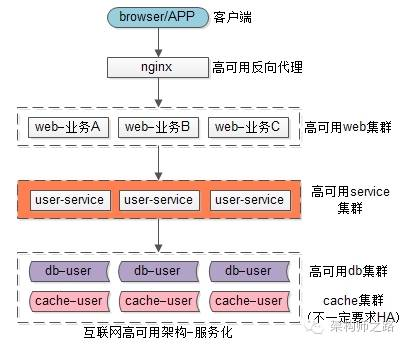 browser/APP 客户端
nginx 高可用反向代理
web-业务A web-业务B web-业务C 高可用web集群
user-service user-service user-service 高可用service
集群
db-user db-user db-user 高可用db集群
cache-user cache-user cache-user cache集群
(不一定要求HA)
互联网高可用架构-服务化
架构师之路